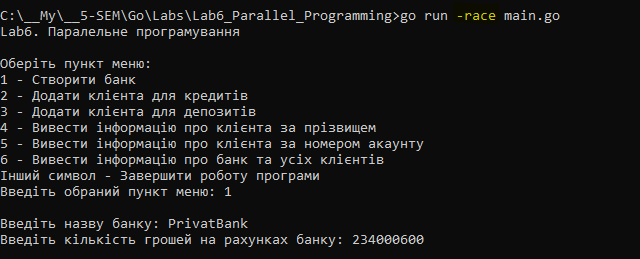 C:\__My\__5-SEM\Go\Labs\Lab6_Parallel_Programming>go run -race main.go
Lab6. Паралельне програмування
Оберіть пункт меню:
1 - Створити банк
2 - Додати клієнта для кредитів
3 - Додати клієнта для депозитів
4 - Вивести інформацію про клієнта за прізвищем
5 - Вивести інформацію про клієнта за номером акаунту
6 - Вивести інформацію про банк та усіх клієнтів
Інший символ - Завершити роботу програми
Введіть обраний пункт меню: 1
Введіть назву банку: PrivatBank
Введіть кількість грошей на рахунках банку: 234000600